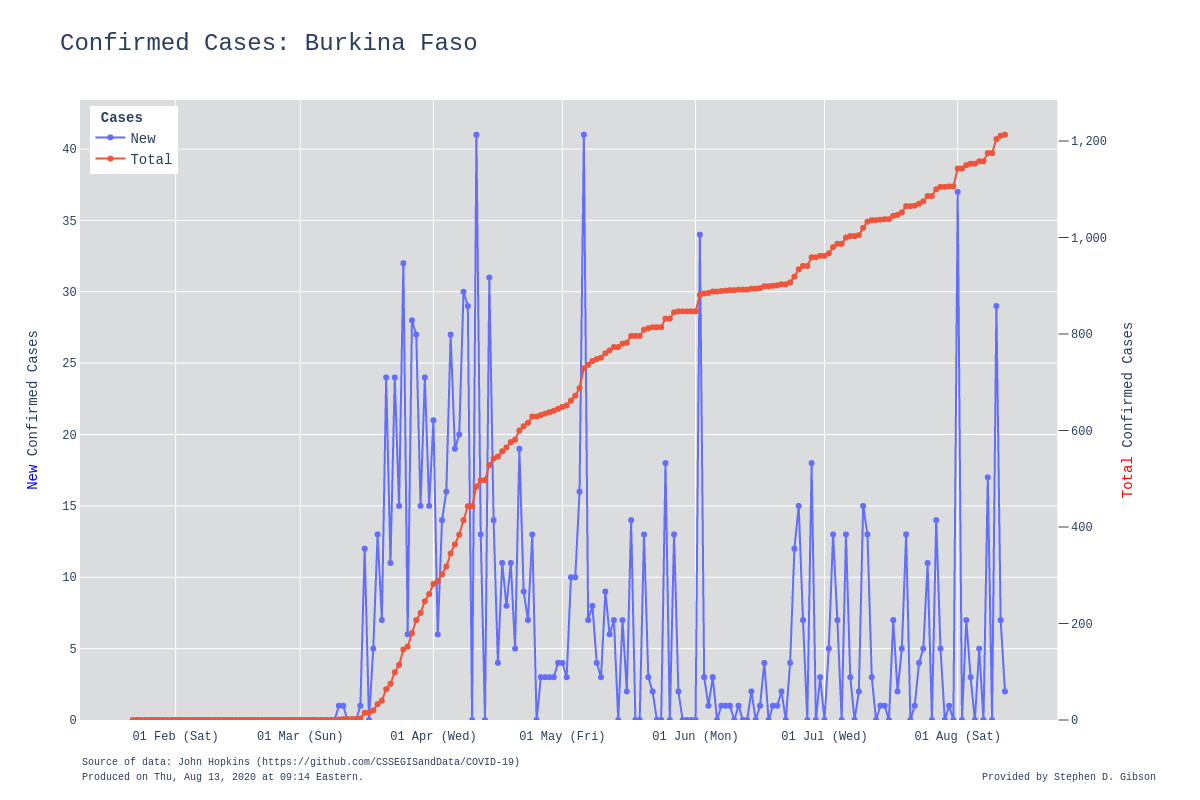 Confirmed Cases: Burkina Faso
Cases
New
Total
40
35
30
25
20
15
10
5
0
New Confirmed Cases
1,200
1,000
800
600
400
200
0
Total Confirmed Cases
01 Feb (Sat) 01 Mar (Sun) 01 Apr (Wed) 01 May (Fri) 01 Jun (Mon) 01 Jul (Wed) 01 Aug (Sat)
Source of data: John Hopkins (https://github.com/CSSEGISandData/COVID-19)
Produced on Thu, Aug 13, 2020 at 09:14 Eastern.
Provided by Stephen D. Gibson